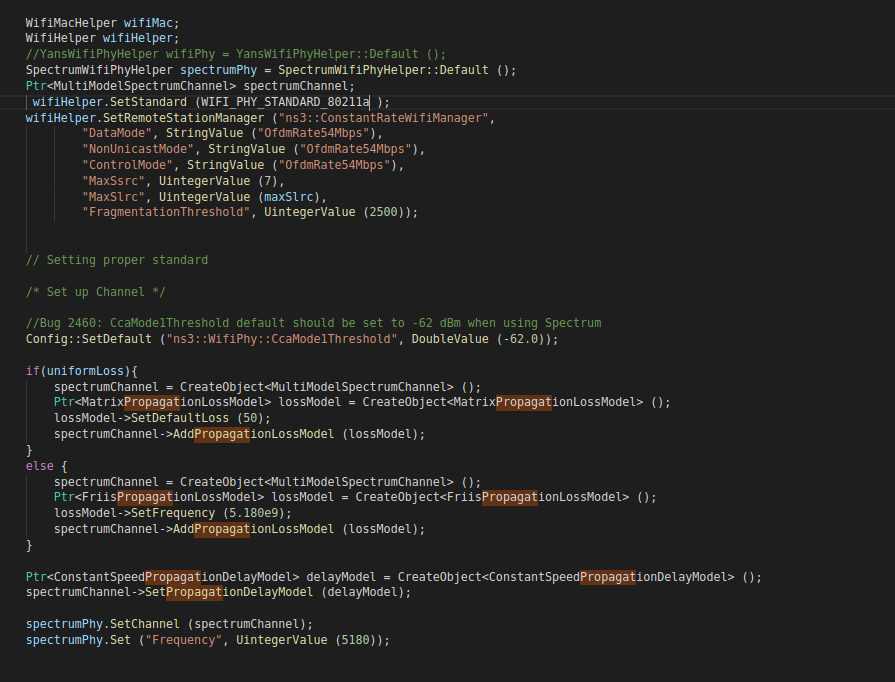 WifiMacHelper wifiMac;
WifiHelper wifiHelper;
//YansWifiPhyHelper wifiPhy = YansWifiPhyHelper::Default ();
SpectrumWifiPhyHelper spectrumPhy = SpectrumWifiPhyHelper::Default ();
Ptr<MultiModelSpectrumChannel> spectrumChannel;
wifiHelper.SetStandard (WIFI_PHY_STANDARD_80211a );
wifiHelper.SetRemoteStationManager ("ns3::ConstantRateWifiManager",
"DataMode", StringValue ("OfdmRate54Mbps"),
"NonUnicastMode", StringValue ("OfdmRate54Mbps"),
"ControlMode", StringValue ("OfdmRate54Mbps"),
"MaxSsrc", UintegerValue (7),
"MaxSlrc", UintegerValue (maxSlrc),
"FragmentationThreshold", UintegerValue (2500));
// Setting proper standard
/* Set up Channel */
//Bug 2460: CcaMode1Threshold default should be set to -62 dBm when using Spectrum
Config::SetDefault ("ns3::WifiPhy::CcaMode1Threshold", DoubleValue (-62.0));
if(uniformLoss){
spectrumChannel = CreateObject<MultiModelSpectrumChannel> ();
Ptr<MatrixPropagationLossModel> lossModel = CreateObject<MatrixPropagationLossModel> ();
lossModel->SetDefaultLoss (50);
spectrumChannel->AddPropagationLossModel (lossModel);
}
else {
spectrumChannel = CreateObject<MultiModelSpectrumChannel> ();
Ptr<FriisPropagationLossModel> lossModel = CreateObject<FriisPropagationLossModel> ();
lossModel->SetFrequency (5.180e9);
spectrumChannel->AddPropagationLossModel (lossModel);
}
Ptr<ConstantSpeedPropagationDelayModel> delayModel = CreateObject<ConstantSpeedPropagationDelayModel> ();
spectrumChannel->SetPropagationDelayModel (delayModel);
spectrumPhy.SetChannel (spectrumChannel);
spectrumPhy.Set ("Frequency", UintegerValue (5180));